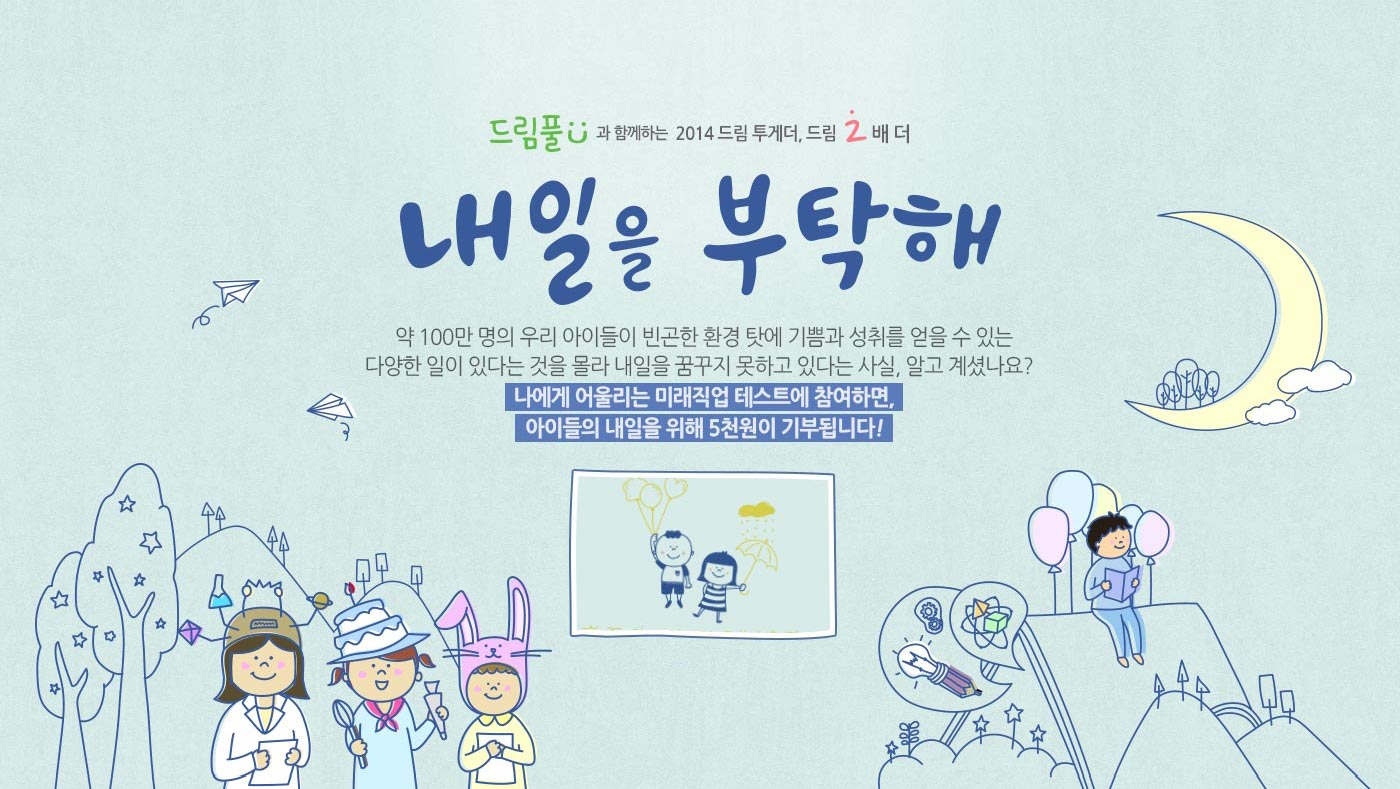 드림풀 과 함께하는 2014 드림 투게더, 드림 2 배 더
내일을 부탁해
약 100만 명의 우리 아이들이 빈곤한 환경 탓에 기쁨과 성취를 얻을 수 있는
다양한 일이 있다는 것을 몰라 내일을 꿈꾸지 못하고 있다는 사실, 알고 계셨나요?
나에게 어울리는 미래직업 테스트에 참여하면,
아이들의 내일을 위해 5천원이 기부됩니다!